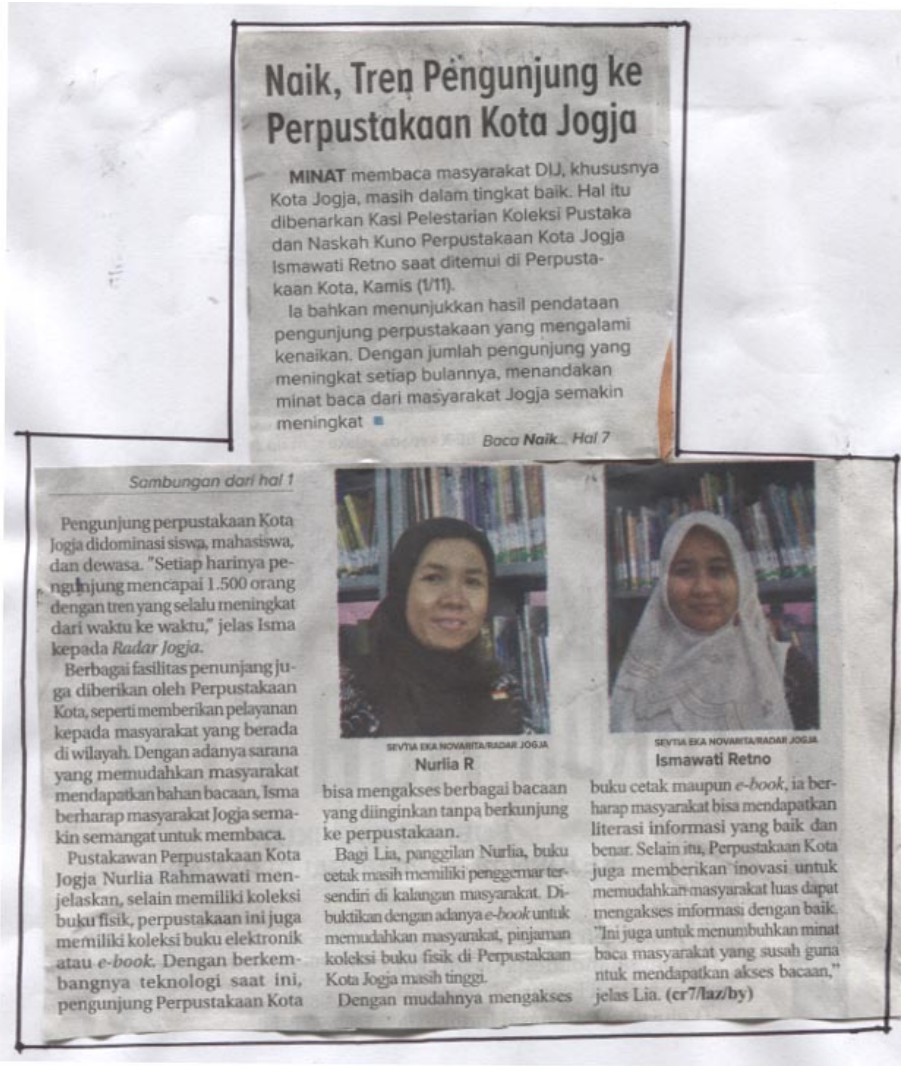 Naik, Tren Pengunjung ke
Perpustakaan Kota Jogja
MINAT membaca masyarakat DIJ, khususnya
Kota Jogja, masih dalam tingkat baik. Hal itu
dibenarkan Kasi Pelestarian Koleksi Pustaka
dan Naskah Kuno Perpustakaan Kota Jogja
Ismawati Retno saat ditemui di Perpusta-
kaan Kota, Kamis (1/11).
Ia bahkan menunjukkan hasil pendataan
pengunjung perpustakaan yang mengalami
kenaikan. Dengan jumlah pengunjung yang
meningkat setiap bulannya, menandakan
minat baca dari masyarakat Jogja semakin
meningkat
Baca Naik... Hal 7
Sambungan dari hal 1
Pengunjung perpustakaan Kota
Jogja didominasi siswa, mahasiswa,
dan dewasa. "Setiap harinya pe-
ngunjung mencapai 1.500 orang
dengan tren yang selalu meningkat
dari waktu ke waktu," jelas Isma
kepada Radar Jogja.
Berbagai fasilitas penunjang ju-
ga diberikan oleh Perpustakaan
Kota, seperti memberikan pelayanan
kepada masyarakat yang berada
di wilayah. Dengan adanya sarana
yang memudahkan masyarakat
mendapatkan bahan bacaan, Isma
berharap masyarakat Jogja sema-
kin semangat untuk membaca.
Pustakawan Perpustakaan Kota
Jogja Nurlia Rahmawati men-
jelaskan, selain memiliki koleksi
buku fisik, perpustakaan ini juga
memiliki koleksi buku elektronik
atau e-book. Dengan berkem-
bangnya teknologi saat ini,
pengunjung Perpustakaan Kota
SEVTIA EKA NOVARITA/RADAR JOGJA
Nurlia R
bisa mengakses berbagai bacaan
yang diinginkan tanpa berkunjung
ke perpustakaan.
Bagi Lia, panggilan Nurlia, buku
cetak masih memiliki penggemar ter-
sendiri di kalangan masyarakat. Di-
buktikan dengan adanya e-book untuk
memudahkan masyarakat, pinjaman
koleksi buku fisik di Perpustakaan
Kota Jogja masih tinggi.
Dengan mudahnya mengakses
SEVTIA EKA NOVARITA/RADAR JOGJA
Ismawati Retno
buku cetak maupun e-book, ia ber-
harap masyarakat bisa mendapatkan
literasi informasi yang baik dan
benar. Selain itu, Perpustakaan Kota
juga memberikan inovasi untuk
memudahkan masyarakat luas dapat
mengakses informasi dengan baik.
"Ini juga untuk menumbuhkan minat
baca masyarakat yang susah guna
ntuk mendapatkan akses bacaan,"
jelas Lia. (cr7/laz/by)